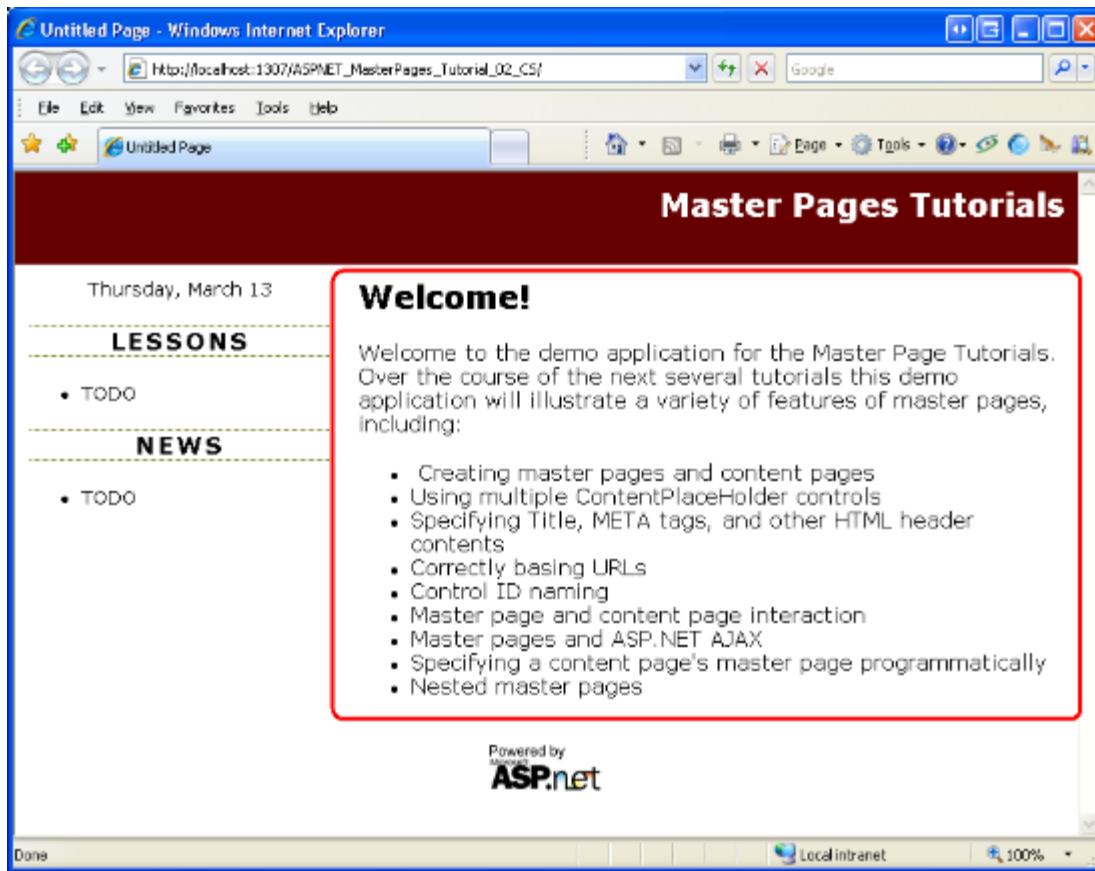 Untitled Page - Windows Internet Explorer
http://localhost:1307/ASPNET_MasterPages_Tutorial_02_CS/
Google
File Edit View Favorites Tools Help
Untitled Page
Page Tools
Master Pages Tutorials
Thursday, March 13
LESSONS
• TODO
NEWS
• TODO
Welcome!
Welcome to the demo application for the Master Page Tutorials.
Over the course of the next several tutorials this demo
application will illustrate a variety of features of master pages,
including:
• Creating master pages and content pages
• Using multiple ContentPlaceHolder controls
• Specifying Title, META tags, and other HTML header
contents
• Correctly basing URLs
• Control ID naming
• Master page and content page interaction
• Master pages and ASP.NET AJAX
• Specifying a content page's master page programmatically
• Nested master pages
Powered by
Microsoft
ASP.net
Done
Local intranet
100%